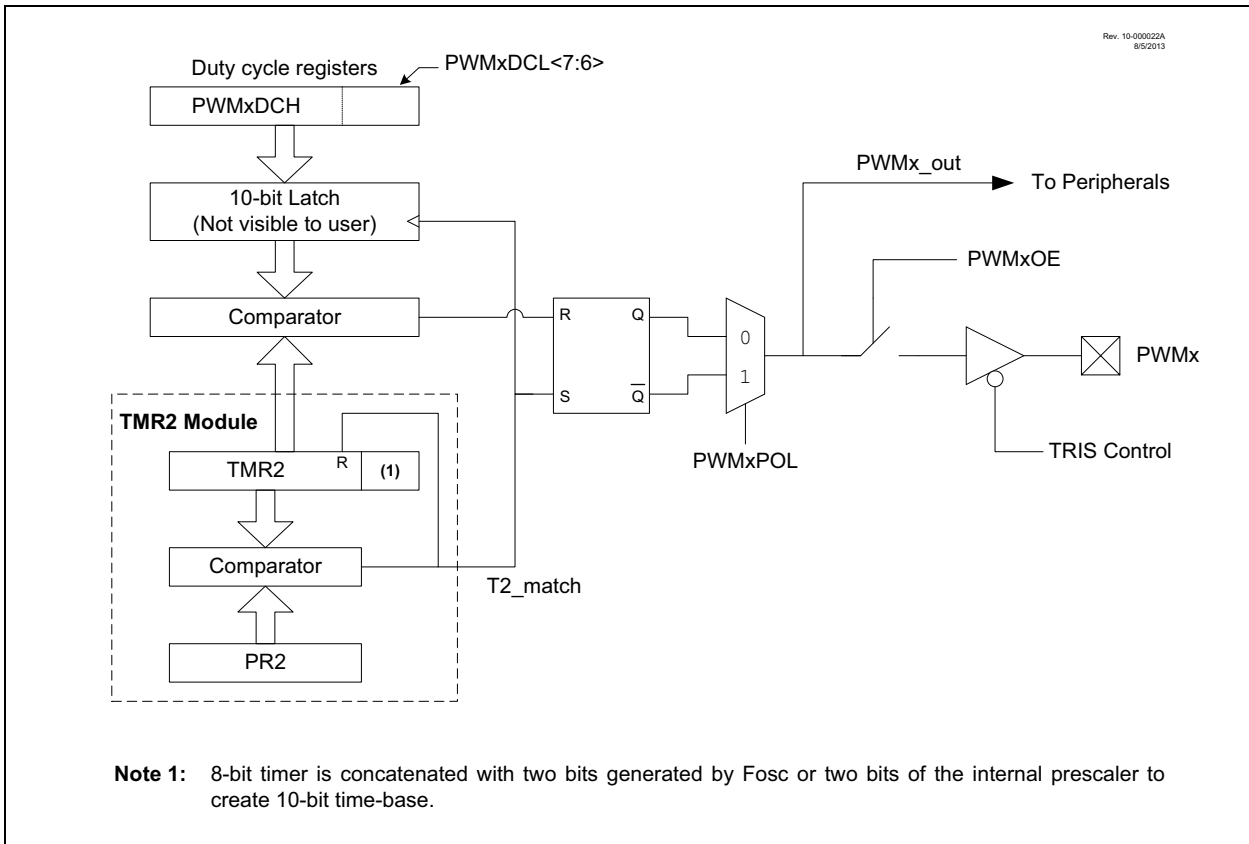 Rev. 10-000022A
8/5/2013
Duty cycle registers
PWMxDCL<7:6>
PWMxDCH
10-bit Latch
(Not visible to user)
Comparator
PWMx_out
To Peripherals
PWMxOE
R
Q
S
Q̅
0
1
PWMxPOL
PWMx
TRIS Control
TMR2 Module
TMR2
R
(1)
Comparator
T2_match
PR2
Note 1: 8-bit timer is concatenated with two bits generated by Fosc or two bits of the internal prescaler to
create 10-bit time-base.